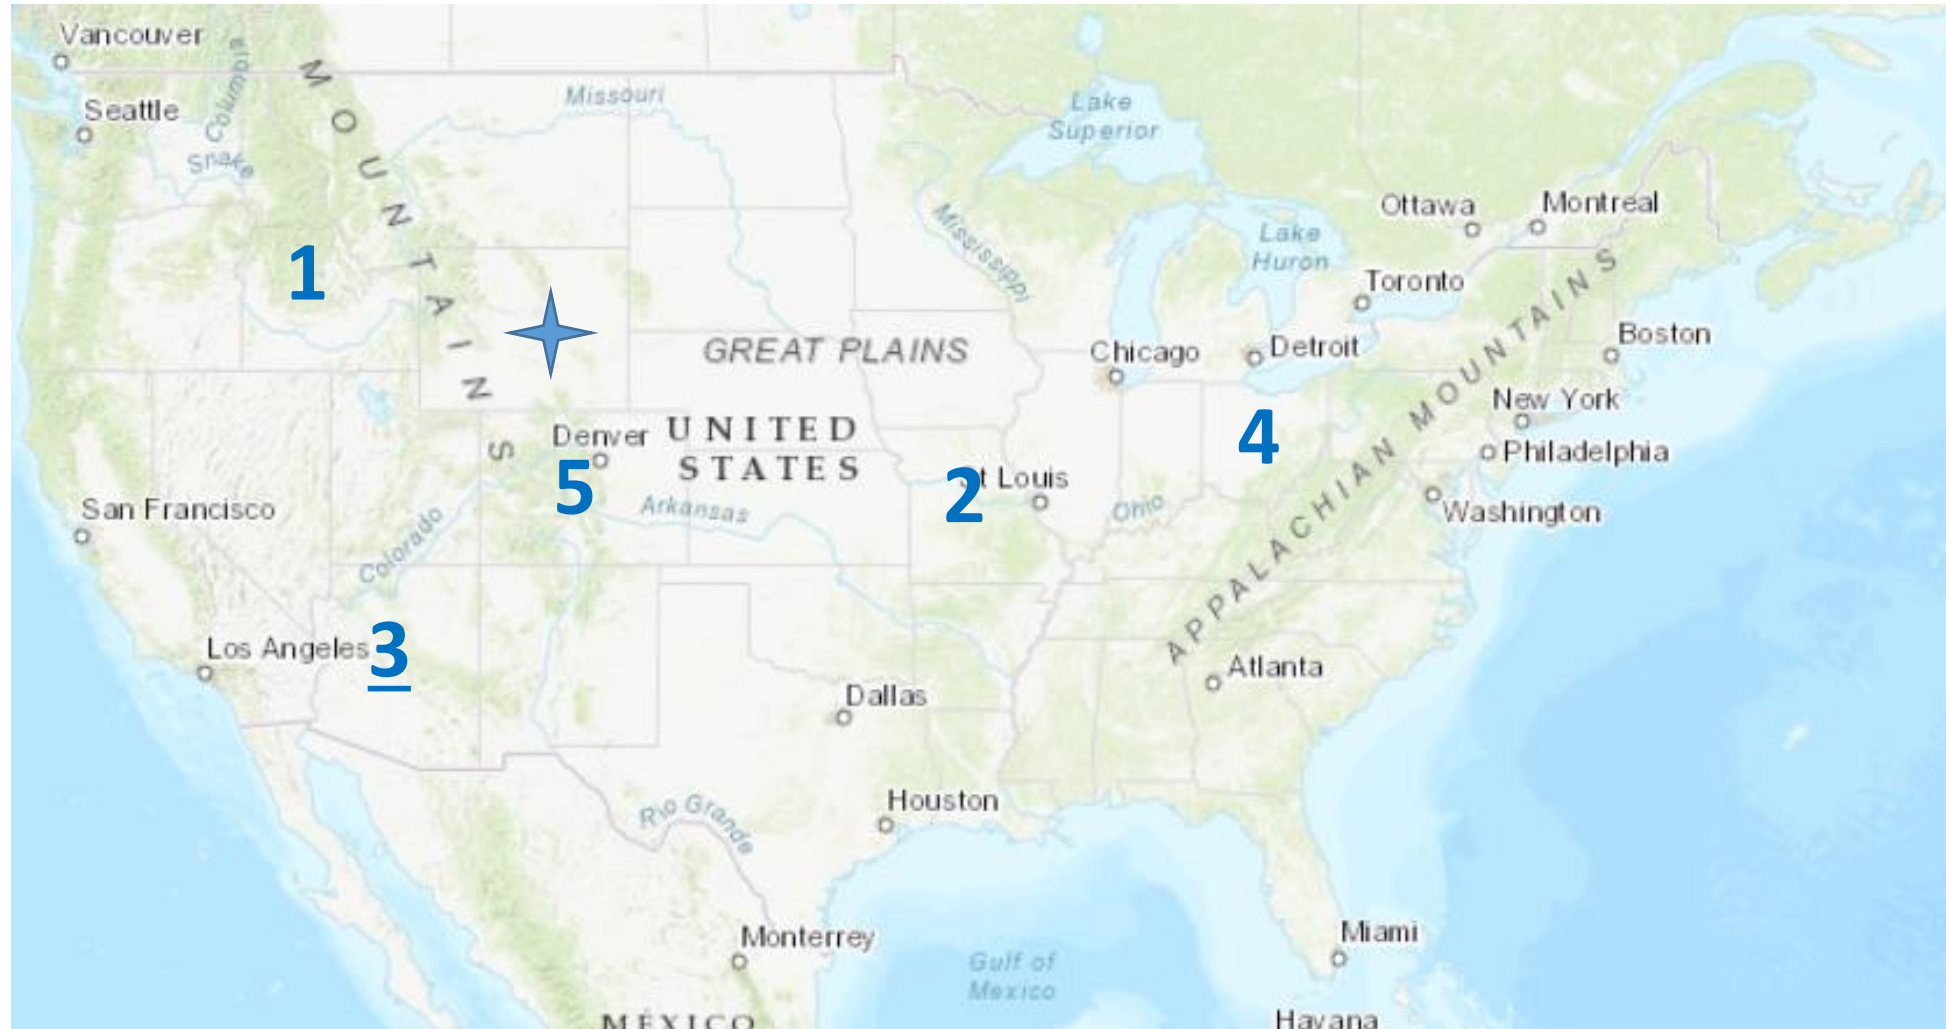 Vancouver
Columbia
MOUNTAINS
Missouri
Lake
Superior
Seattle
Snake
Ottawa
Montreal
Mississippi
Lake
Huron
1
Toronto
Boston
GREAT PLAINS
Chicago
Detroit
APPALACHIAN MOUNTAINS
New York
Denver
UNITED
STATES
4
Philadelphia
5
2
St Louis
San Francisco
Colorado
Arkansas
Ohio
Washington
Los Angeles
3
Atlanta
Dallas
Houston
Rio Grande
Monterrey
Miami
Gulf of
Mexico
MÉXICO
Havana